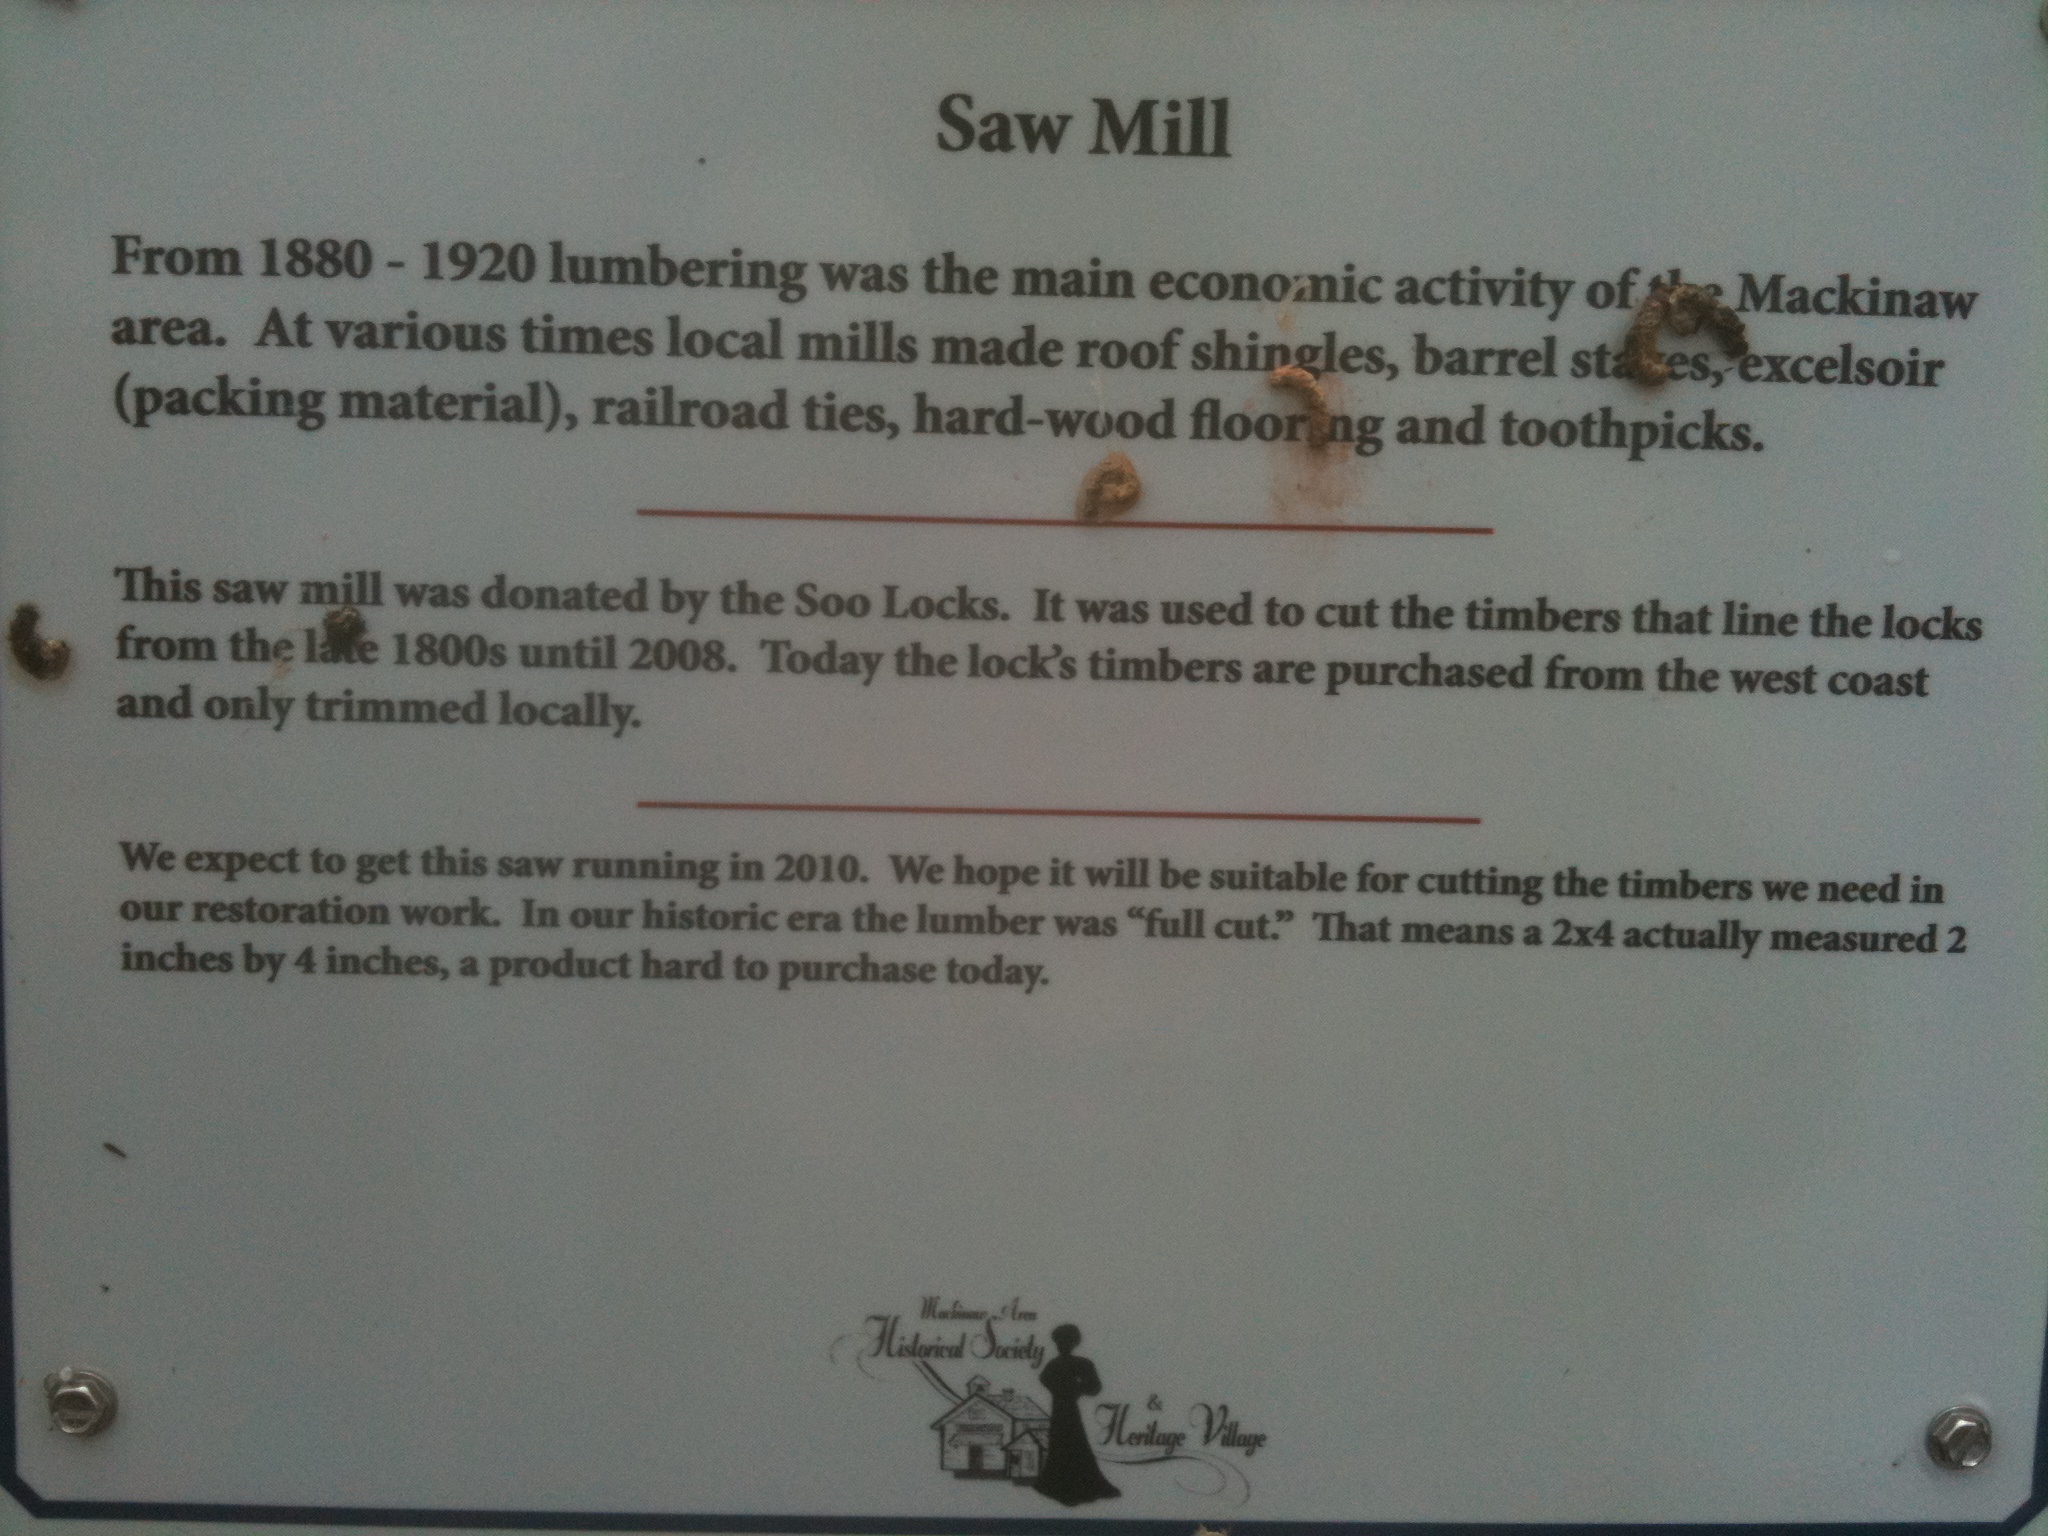 Saw Mill
From 1880 - 1920 lumbering was the main economic activity of the Mackinaw
area. At various times local mills made roof shingles, barrel staves, excelsoir
(packing material), railroad ties, hard-wood flooring and toothpicks.
This saw mill was donated by the Soo Locks. It was used to cut the timbers that line the locks
from the late 1800s until 2008. Today the lock's timbers are purchased from the west coast
and only trimmed locally.
We expect to get this saw running in 2010. We hope it will be suitable for cutting the timbers we need in
our restoration work. In our historic era the lumber was “full cut.” That means a 2x4 actually measured 2
inches by 4 inches, a product hard to purchase today.
Mackinaw Area
Historical Society
&
Heritage Village